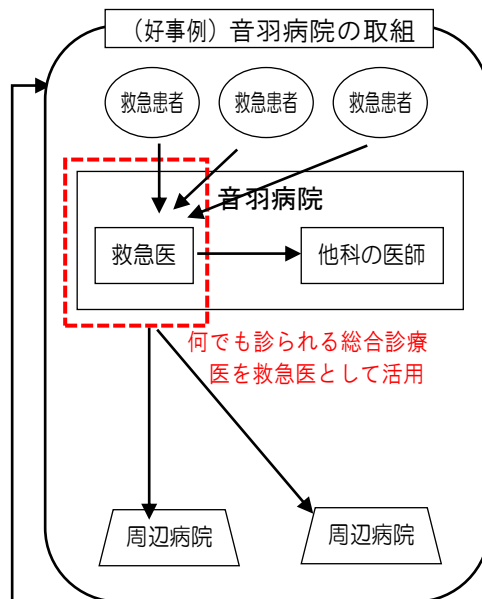 （好事例）音羽病院の取組
救急患者
救急患者
救急患者
音羽病院
救急医
他科の医師
何でも診られる総合診療
医を救急医として活用
周辺病院
周辺病院